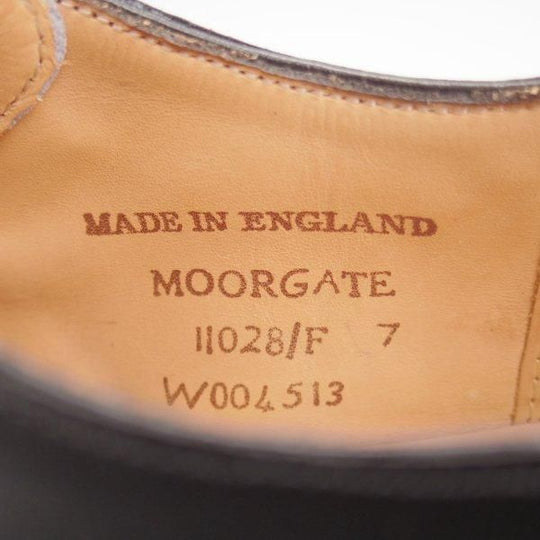 MADE IN ENGLAND
MOORGATE
11028/F 7
W004513